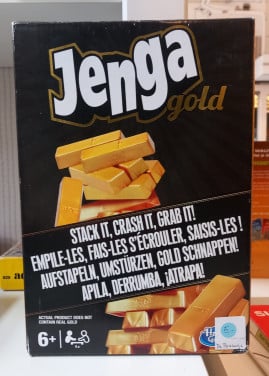 Jenga
gold
STACK IT, CRASH IT, GRAB IT!
EMPILE-LES, FAIS-LES S'ÉCROULER, SAISIS-LES !
AUFSTAPELN, UMSTÜRZEN, GOLD SCHNAPPEN!
APILA, DERRUMBA, ¡ATRAPA!
ACTUAL PRODUCT DOES NOT
CONTAIN REAL GOLD
6+